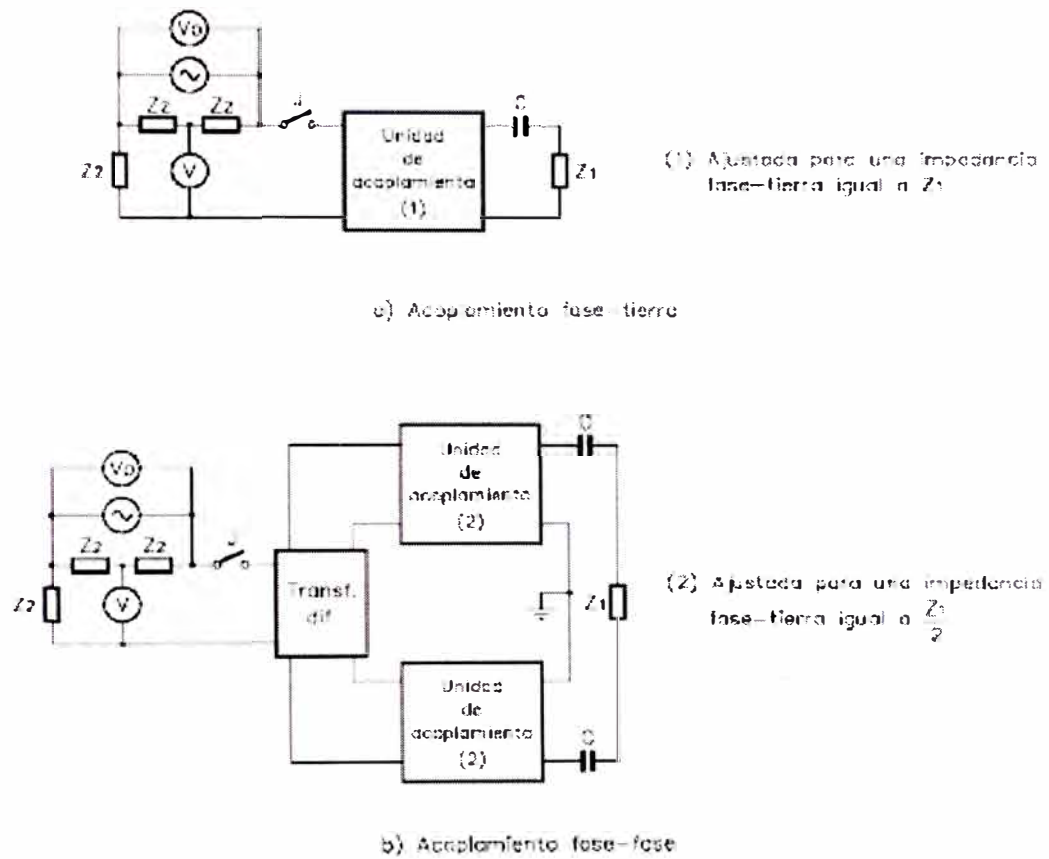 Vo
Z2 Z2 J C
Z2 V Unidad
de
acoplamiento
(1)
Z1
(1) Ajustada para una impedancia
fase-tierra igual a Z1
a) Acoplamiento fase-tierra
Vo
Z2 Z2 J
Z2 V
Transf.
dif.
Unidad
de
acoplamiento
(2)
C
Z1
Unidad
de
acoplamiento
(2)
C
(2) Ajustada para una impedancia
fase-tierra igual a Z1
2
b) Acoplamiento fase-fase